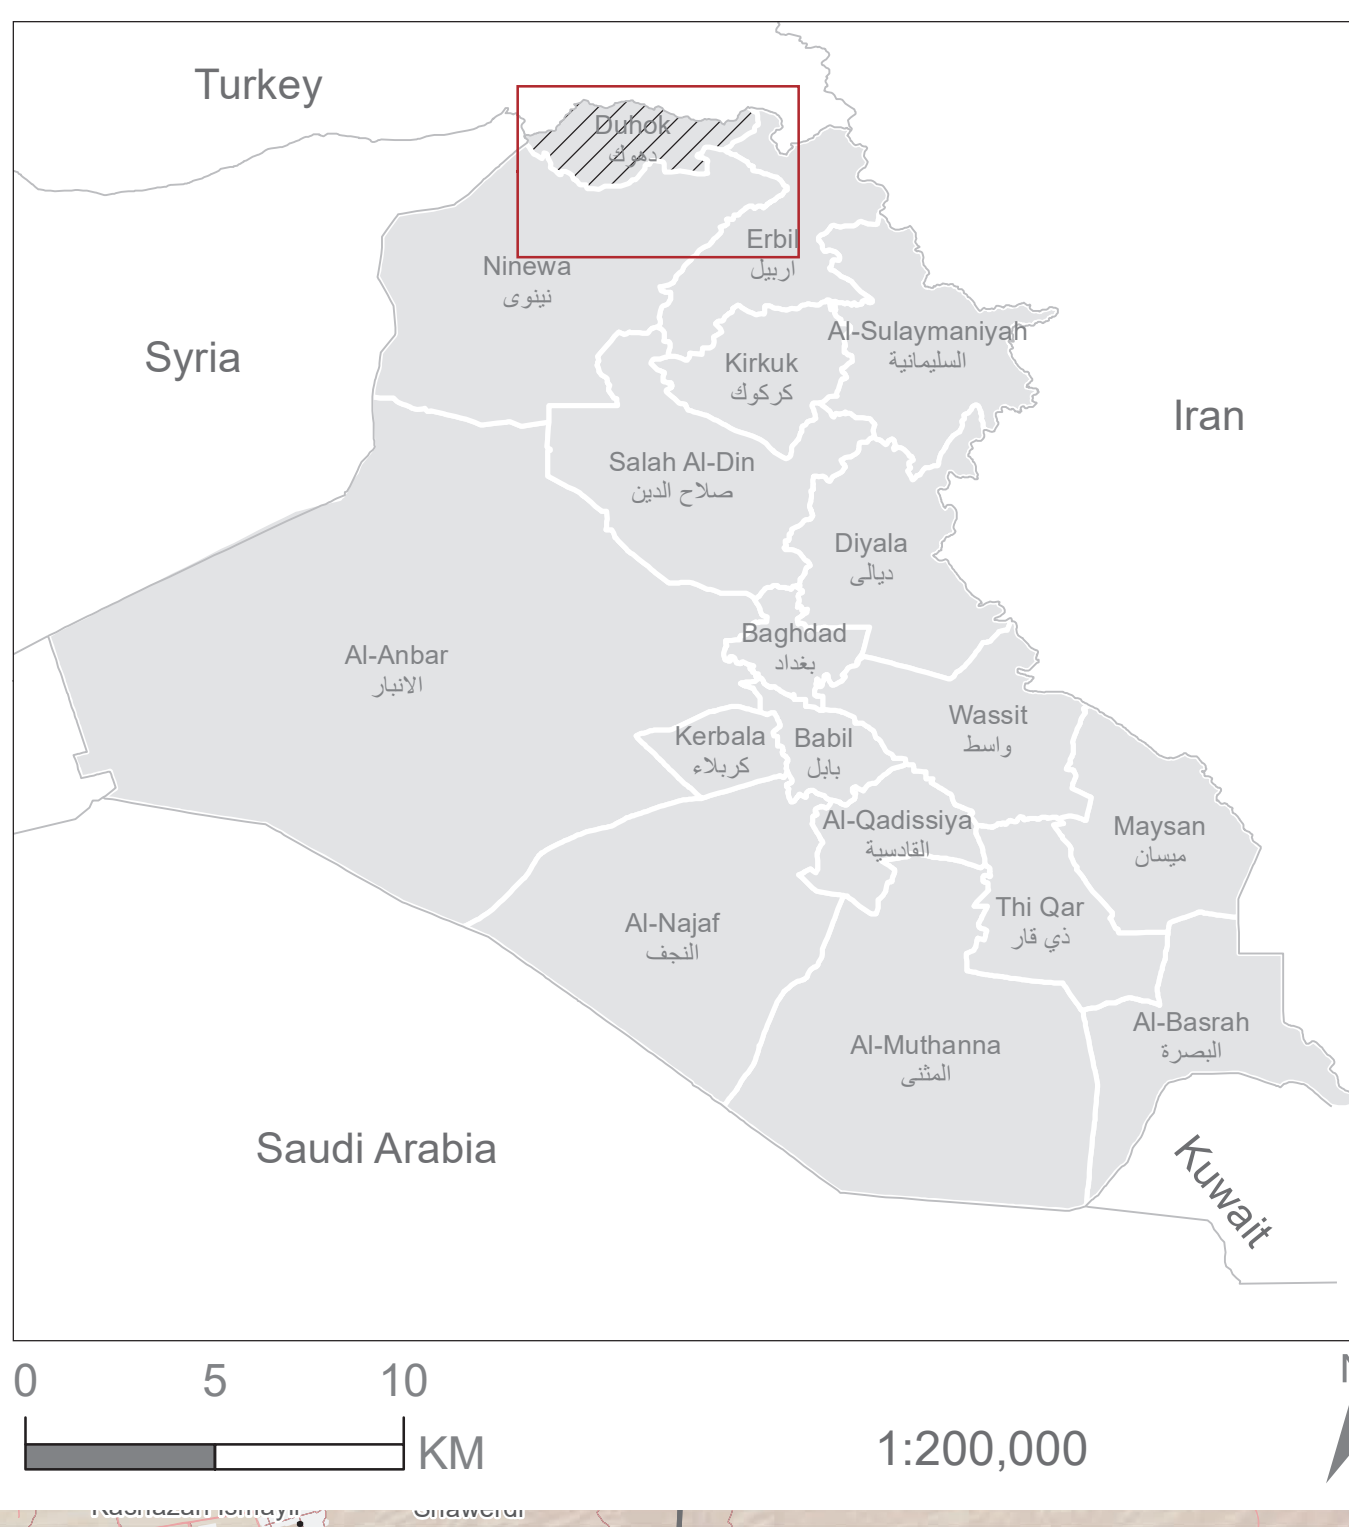 Turkey
Duhok
دهوك
Erbil
اربيل
Ninewa
نينوى
Al-Sulaymaniyah
السليمانية
Syria
Kirkuk
كركوك
Iran
Salah Al-Din
صلاح الدين
Diyala
ديالى
Baghdad
بغداد
Al-Anbar
الانبار
Wassit
واسط
Kerbala
كربلاء
Babil
بابل
Al-Qadissiya
القادسية
Maysan
ميسان
Thi Qar
ذي قار
Al-Najaf
النجف
Al-Basrah
البصرة
Al-Muthanna
المثنى
Saudi Arabia
Kuwait
0 5 10
KM
1:200,000